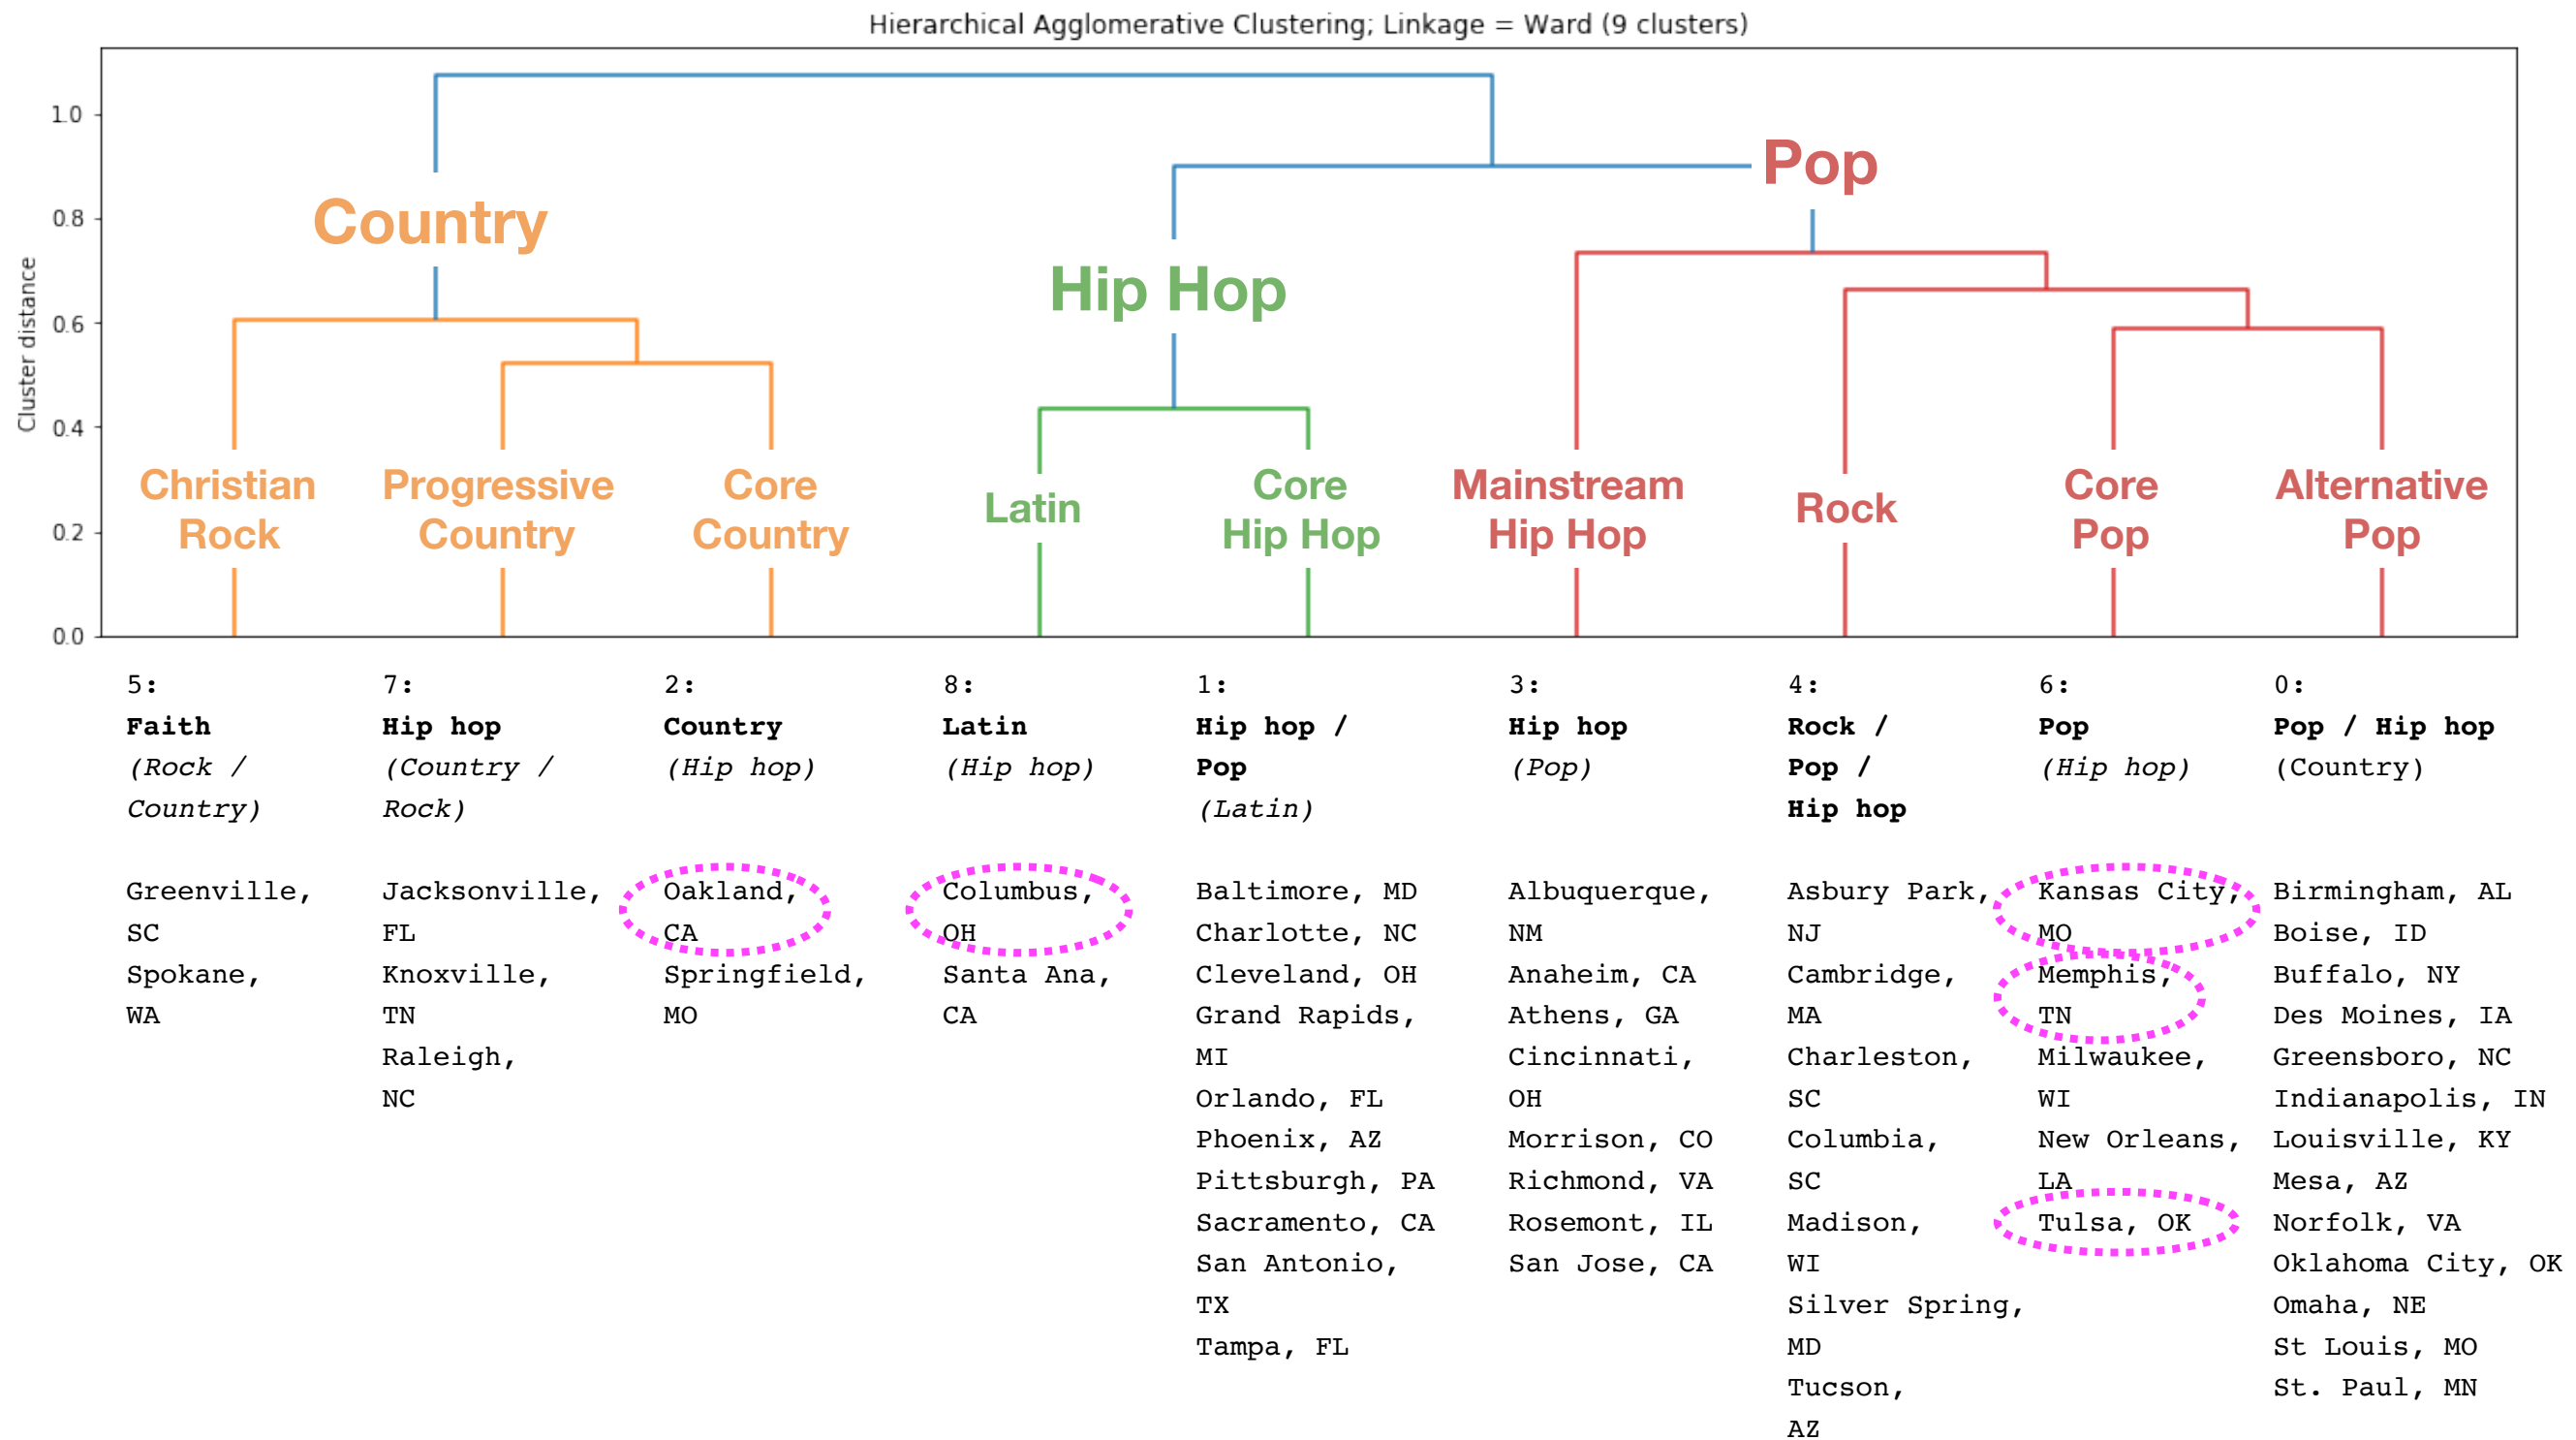 Hierarchical Agglomerative Clustering; Linkage = Ward (9 clusters)
Cluster distance
1.0
0.8
0.6
0.4
0.2
0.0
Country
Hip Hop
Pop
Christian
Rock
Progressive
Country
Core
Country
Latin
Core
Hip Hop
Mainstream
Hip Hop
Rock
Core
Pop
Alternative
Pop
5:
Faith
(Rock /
Country)
Greenville,
SC
Spokane,
WA
7:
Hip hop
(Country /
Rock)
Jacksonville,
FL
Knoxville,
TN
Raleigh,
NC
2:
Country
(Hip hop)
Oakland,
CA
Springfield,
MO
8:
Latin
(Hip hop)
Columbus,
OH
Santa Ana,
CA
1:
Hip hop /
Pop
(Latin)
Baltimore, MD
Charlotte, NC
Cleveland, OH
Grand Rapids,
MI
Orlando, FL
Phoenix, AZ
Pittsburgh, PA
Sacramento, CA
San Antonio,
TX
Tampa, FL
3:
Hip hop
(Pop)
Albuquerque,
NM
Anaheim, CA
Athens, GA
Cincinnati,
OH
Morrison, CO
Richmond, VA
Rosemont, IL
San Jose, CA
4:
Rock /
Pop /
Hip hop
Asbury Park,
NJ
Cambridge,
MA
Charleston,
SC
Columbia,
SC
Madison,
WI
Silver Spring,
MD
Tucson,
AZ
6:
Pop
(Hip hop)
Kansas City,
MO
Memphis,
TN
Milwaukee,
WI
New Orleans,
LA
Tulsa, OK
0:
Pop / Hip hop
(Country)
Birmingham, AL
Boise, ID
Buffalo, NY
Des Moines, IA
Greensboro, NC
Indianapolis, IN
Louisville, KY
Mesa, AZ
Norfolk, VA
Oklahoma City, OK
Omaha, NE
St Louis, MO
St. Paul, MN